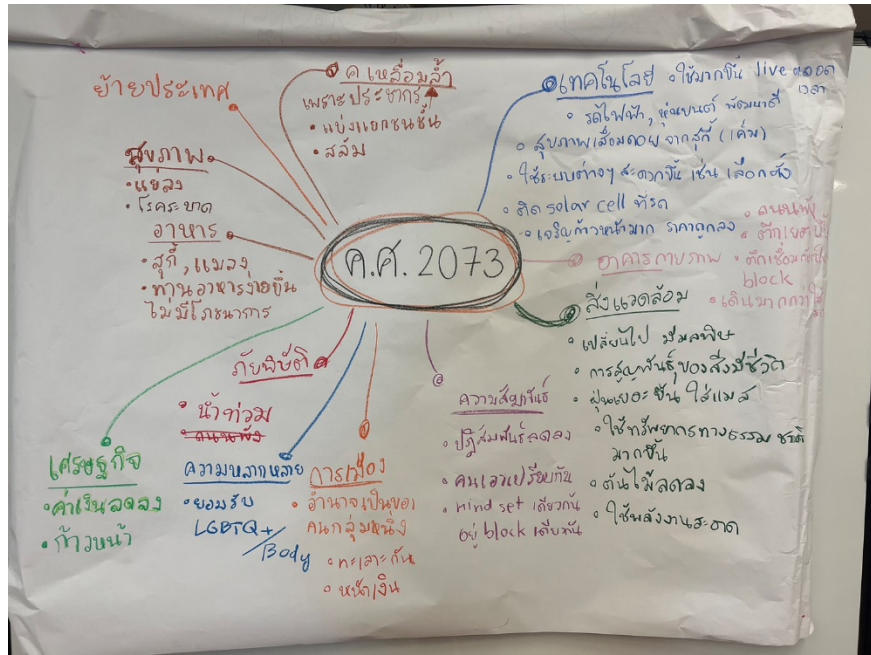 ค.ศ. 2073
ย้ายประเทศ
ค.เหลื่อมล้ำ
เพราะประชากร
• แบ่งแยกชนชั้น
• สลัม
สุขภาพ
• แย่ลง
• โรคระบาด
อาหาร
• สุกี้, แมลง
• ทานอาหารง่ายขึ้น
ไม่มีโภชนาการ
เทคโนโลยี • ใช้มากขึ้น live ตลอด
เวลา
• รถไฟฟ้า, หุ่นยนต์ พัฒนาดี
• สุขภาพเสื่อมถอย จากสุกี้ (เค็ม)
• ใช้ระบบต่างๆ สะดวกขึ้น เช่น เลือกตั้ง
• ติด solar cell ที่รถ
• เจริญก้าวหน้ามาก ราคาถูกลง
อาคารกายภาพ
• ถนนพัง
• ตึกเชื่อมกันเป็น
block
• เดินมากกว่า
สิ่งแวดล้อม
• เปลี่ยนไป มีมลพิษ
• การสูญพันธุ์ของสิ่งมีชีวิต
• ฝุ่นเยอะขึ้น ใส่แมส
• ใช้ทรัพยากรทางธรรมชาติ
มากขึ้น
• ต้นไม้ลดลง
• ใช้พลังงานสะอาด
ความสัมพันธ์
• ปฏิสัมพันธ์ลดลง
• คนเอาเปรียบกัน
• mind set เดียวกัน
อยู่ block เดียวกัน
การเมือง
• อำนาจเป็นของ
คนกลุ่มหนึ่ง
• ทะเลาะกัน
• หน้าเงิน
ความหลากหลาย
• ยอมรับ
LGBTQ+
/Body
ภัยพิบัติ
• น้ำท่วม
• ถนนพัง
เศรษฐกิจ
• ค่าเงินลดลง
• ก้าวหน้า